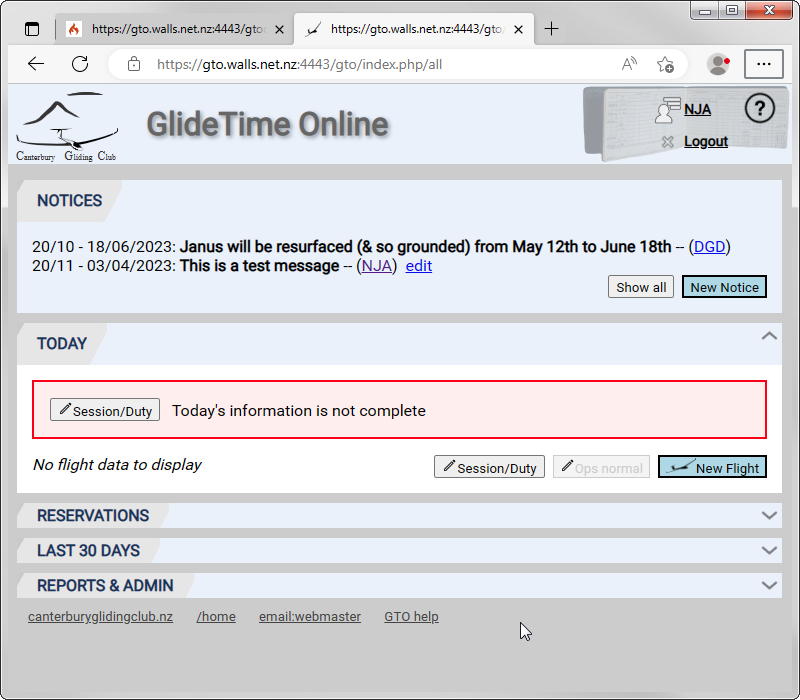 https://gto.walls.net.nz:4443/gto
https://gto.walls.net.nz:4443/gto/
https://gto.walls.net.nz:4443/gto/index.php/all
Canterbury Gliding Club
GlideTime Online
NJA
Logout
?
NOTICES
20/10 - 18/06/2023: Janus will be resurfaced (& so grounded) from May 12th to June 18th -- (DGD)
20/11 - 03/04/2023: This is a test message -- (NJA) edit
Show all New Notice
TODAY
Session/Duty Today's information is not complete
No flight data to display Session/Duty Ops normal New Flight
RESERVATIONS
LAST 30 DAYS
REPORTS & ADMIN
canterburyglidingclub.nz /home email:webmaster GTO help